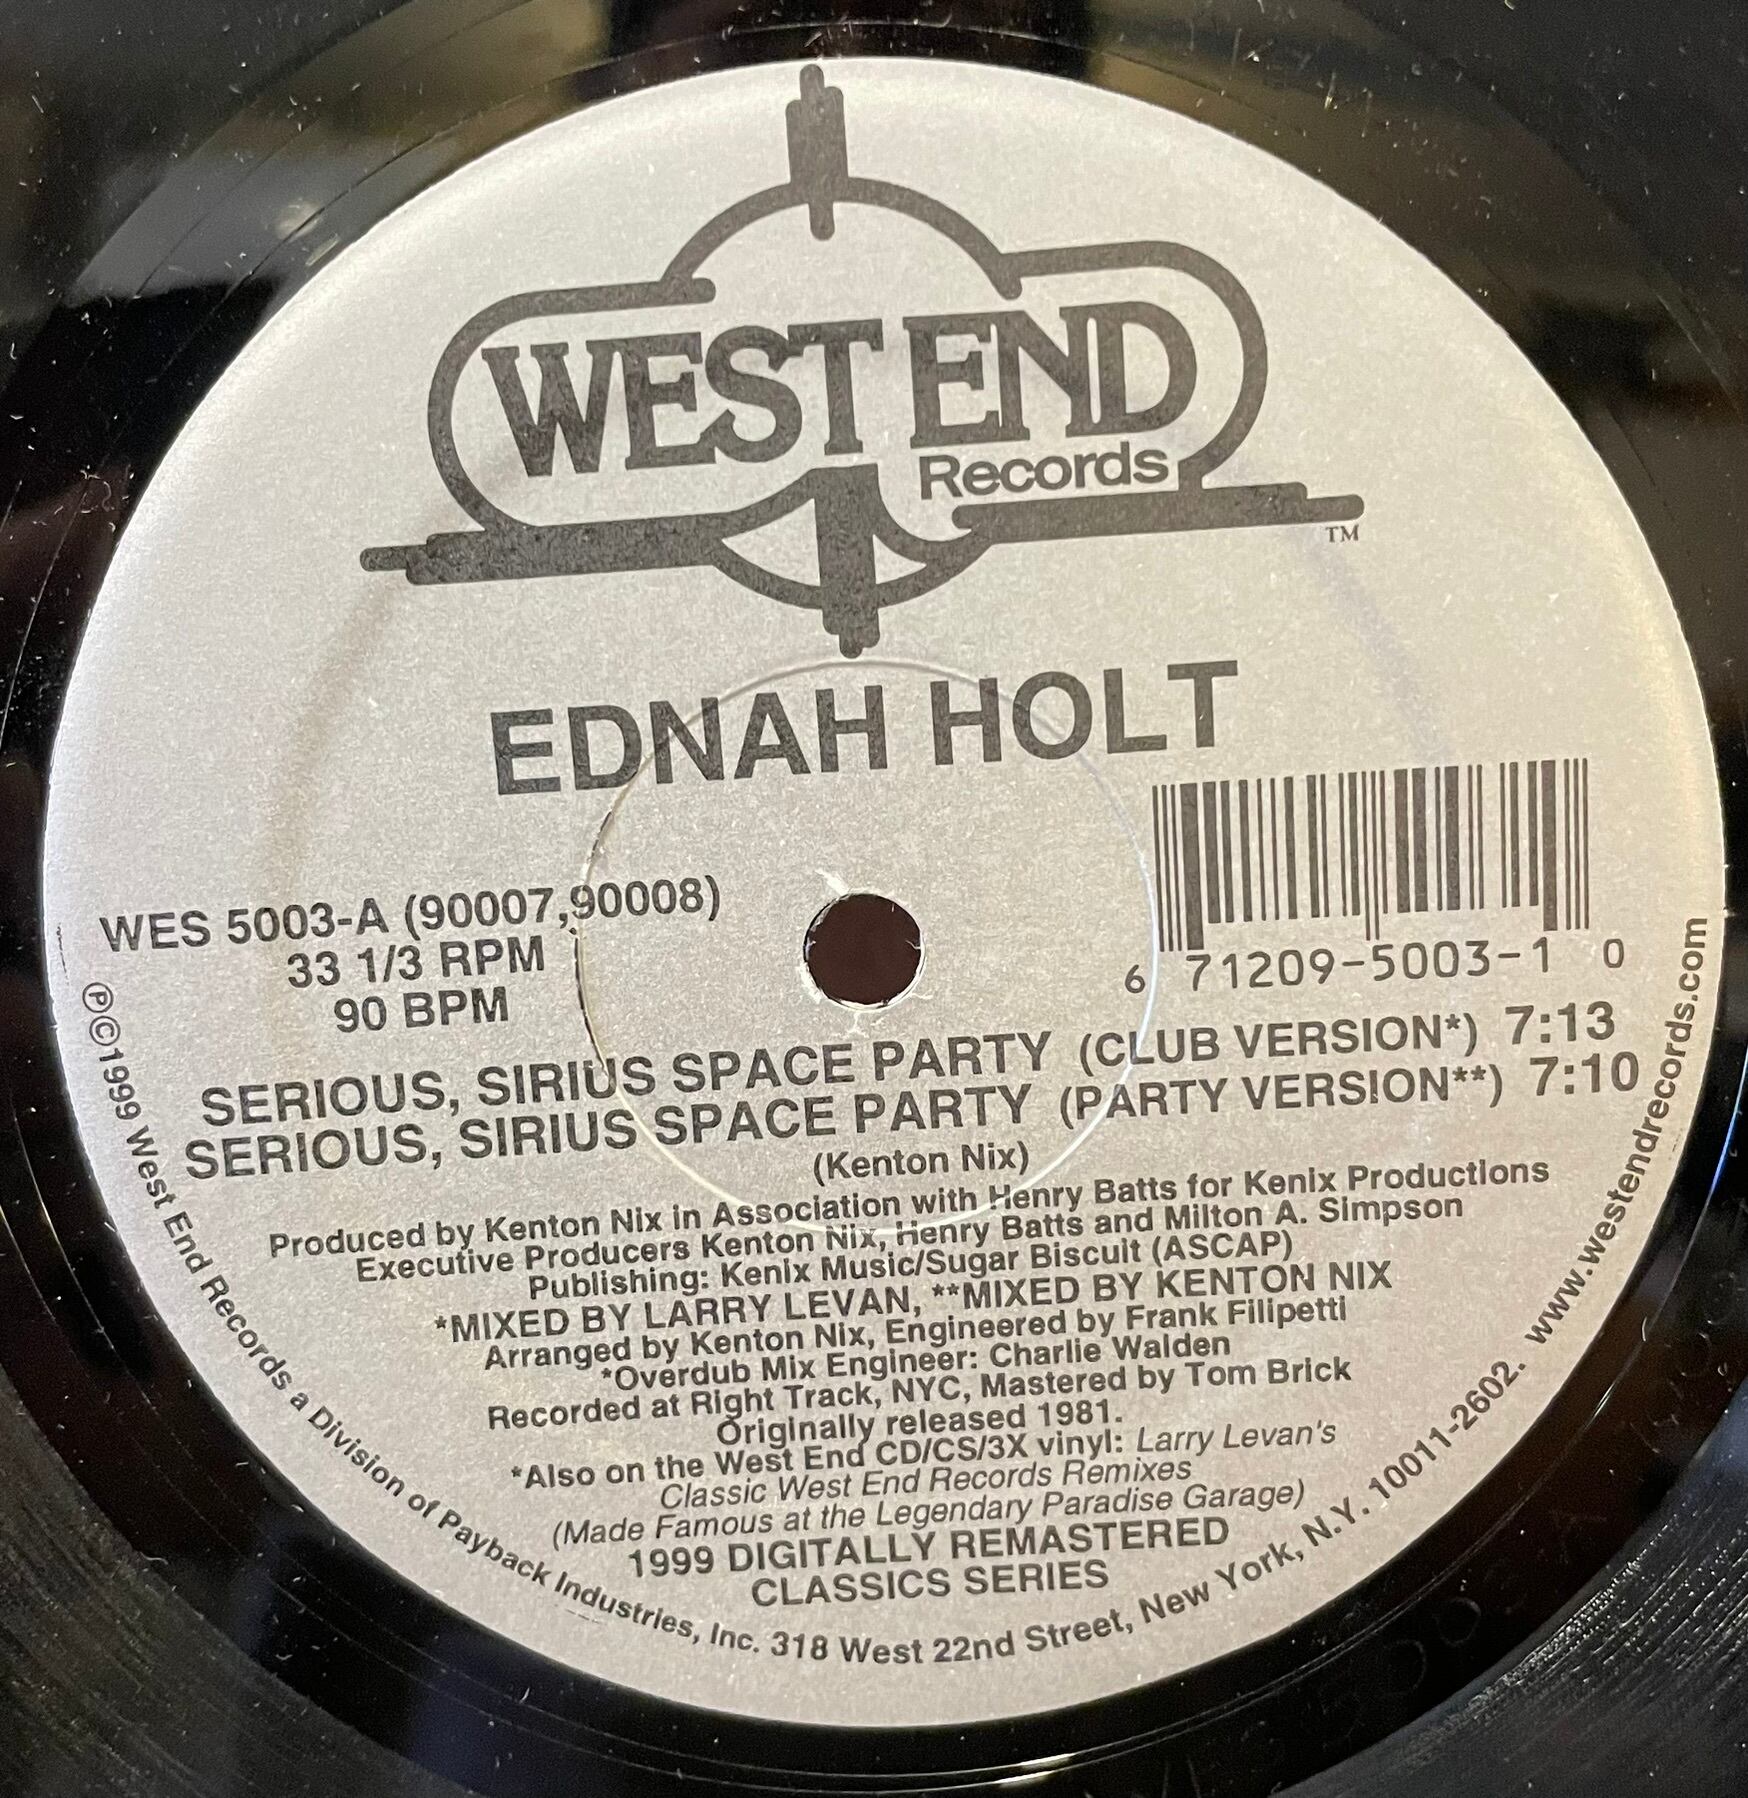 WEST END
Records
TM
EDNAH HOLT
WES 5003-A (90007,90008)
33 1/3 RPM
90 BPM
6 71209-5003-1 0
SERIOUS, SIRIUS SPACE PARTY (CLUB VERSION*) 7:13
SERIOUS, SIRIUS SPACE PARTY (PARTY VERSION**) 7:10
(Kenton Nix)
Produced by Kenton Nix in Association with Henry Batts for Kenix Productions
Executive Producers Kenton Nix, Henry Batts and Milton A. Simpson
Publishing: Kenix Music/Sugar Biscuit (ASCAP)
*MIXED BY LARRY LEVAN, **MIXED BY KENTON NIX
Arranged by Kenton Nix, Engineered by Frank Filipetti
*Overdub Mix Engineer: Charlie Walden
Recorded at Right Track, NYC, Mastered by Tom Brick
Originally released 1981.
*Also on the West End CD/CS/3X vinyl: Larry Levan's
Classic West End Records Remixes
(Made Famous at the Legendary Paradise Garage)
1999 DIGITALLY REMASTERED
CLASSICS SERIES
℗©1999 West End Records a Division of Payback Industries, Inc. 318 West 22nd Street, New York, N.Y. 10011-2602. www.westendrecords.com